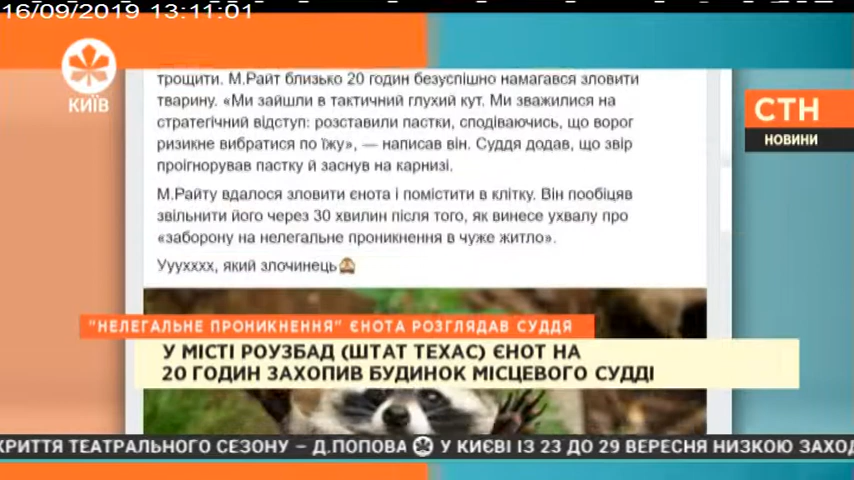 16/09/2019 13:11:01
КИЇВ
трощити. М.Райт близько 20 годин безуспішно намагався зловити
тварину. «Ми зайшли в тактичний глухий кут. Ми зважилися на
стратегічний відступ: розставили пастки, сподіваючись, що ворог
ризикне вибратися по їжу», — написав він. Суддя додав, що звір
проігнорував пастку й заснув на карнизі.
М.Райту вдалося зловити єнота і помістити в клітку. Він пообіцяв
звільнити його через 30 хвилин після того, як винесе ухвалу про
«заборону на нелегальне проникнення в чуже житло».
Уууxxxx, який злочинець
СТН
НОВИНИ
"НЕЛЕГАЛЬНЕ ПРОНИКНЕННЯ" ЄНОТА РОЗГЛЯДАВ СУДДЯ
У МІСТІ РОУЗБАД (ШТАТ ТЕХАС) ЄНОТ НА
20 ГОДИН ЗАХОПИВ БУДИНОК МІСЦЕВОГО СУДДІ
КРИТТЯ ТЕАТРАЛЬНОГО СЕЗОНУ – Д.ПОПОВА У КИЄВІ ІЗ 23 ДО 29 ВЕРЕСНЯ НИЗКОЮ ЗАХОД